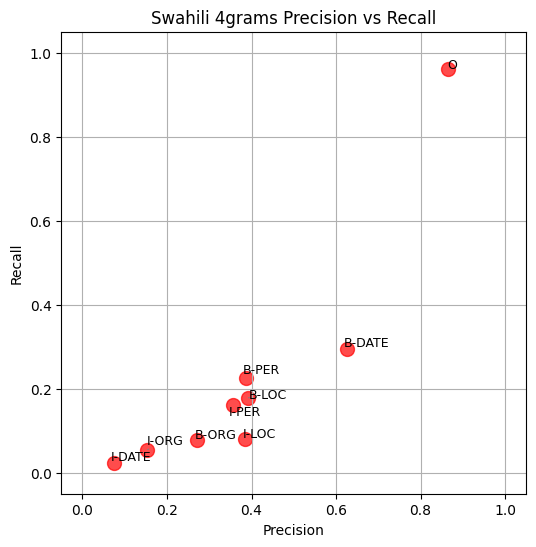 Swahili 4grams Precision vs Recall
1.0
0.8
0.6
0.4
0.2
0.0
Recall
O
B-DATE
B-PER
B-LOC
I-PER
B-ORG
I-LOC
I-ORG
I-DATE
0.0 0.2 0.4 0.6 0.8 1.0
Precision